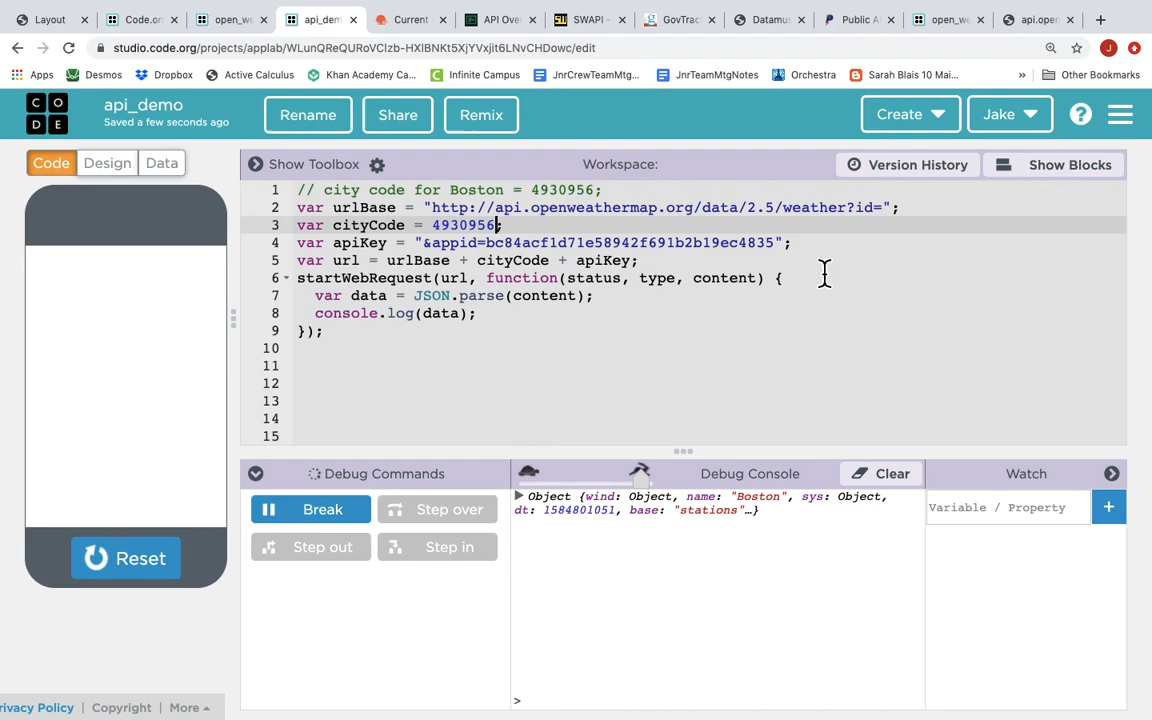 Layout
Code.or
open_we
api_dem
Current
API Ove
SWAPI -
GovTrac
Datamus
Public A
open_we
api.open
studio.code.org/projects/applab/WLunQReQURoVClzb-HXlBNKt5XjYVxjit6LNvCHDowc/edit
J
Apps
Desmos
Dropbox
Active Calculus
Khan Academy Ca...
Infinite Campus
JnrCrewTeamMtg...
JnrTeamMtgNotes
Orchestra
Sarah Blais 10 Mai...
»
Other Bookmarks
C O
D E
api_demo
Saved a few seconds ago
Rename
Share
Remix
Create
Jake
?
Code
Design
Data
Show Toolbox
Workspace:
Version History
Show Blocks
1 // city code for Boston = 4930956;
2 var urlBase = "http://api.openweathermap.org/data/2.5/weather?id=";
3 var cityCode = 4930956;
4 var apiKey = "&appid=bc84acf1d71e58942f691b2b19ec4835";
5 var url = urlBase + cityCode + apiKey;
6 startWebRequest(url, function(status, type, content) {
7 var data = JSON.parse(content);
8 console.log(data);
9 });
10
11
12
13
14
15
Reset
Debug Commands
Debug Console
Clear
Watch
Break
Step over
Step out
Step in
Object {wind: Object, name: "Boston", sys: Object,
dt: 1584801051, base: "stations"…}
Variable / Property
+
>
rivacy Policy | Copyright | More